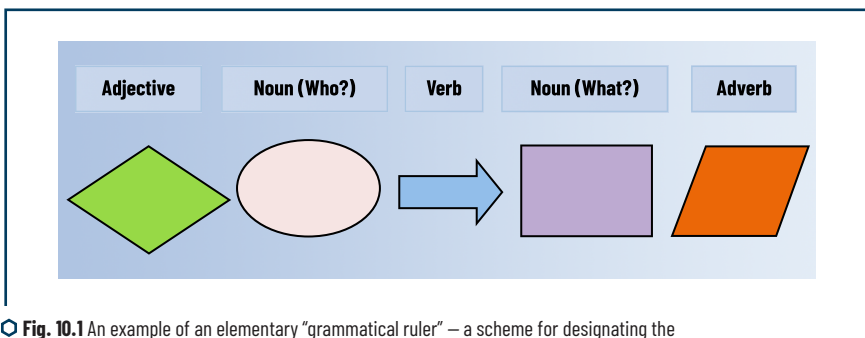 Adjective Noun (Who?) Verb Noun (What?) Adverb
Fig. 10.1 An example of an elementary “grammatical ruler” — a scheme for designating the